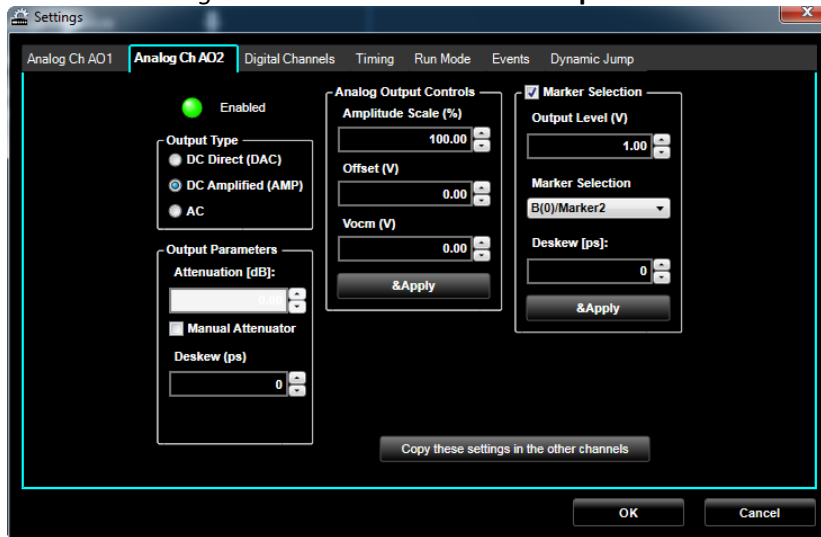 Settings
Analog Ch AO1 Analog Ch AO2 Digital Channels Timing Run Mode Events Dynamic Jump
Enabled
Output Type
DC Direct (DAC)
DC Amplified (AMP)
AC
Output Parameters
Attenuation [dB]:
0.00
Manual Attenuator
Deskew (ps)
0
Analog Output Controls
Amplitude Scale (%)
100.00
Offset (V)
0.00
Vocm (V)
0.00
&Apply
Marker Selection
Output Level (V)
1.00
Marker Selection
B(0)/Marker2
Deskew [ps]:
0
&Apply
Copy these settings in the other channels
OK Cancel